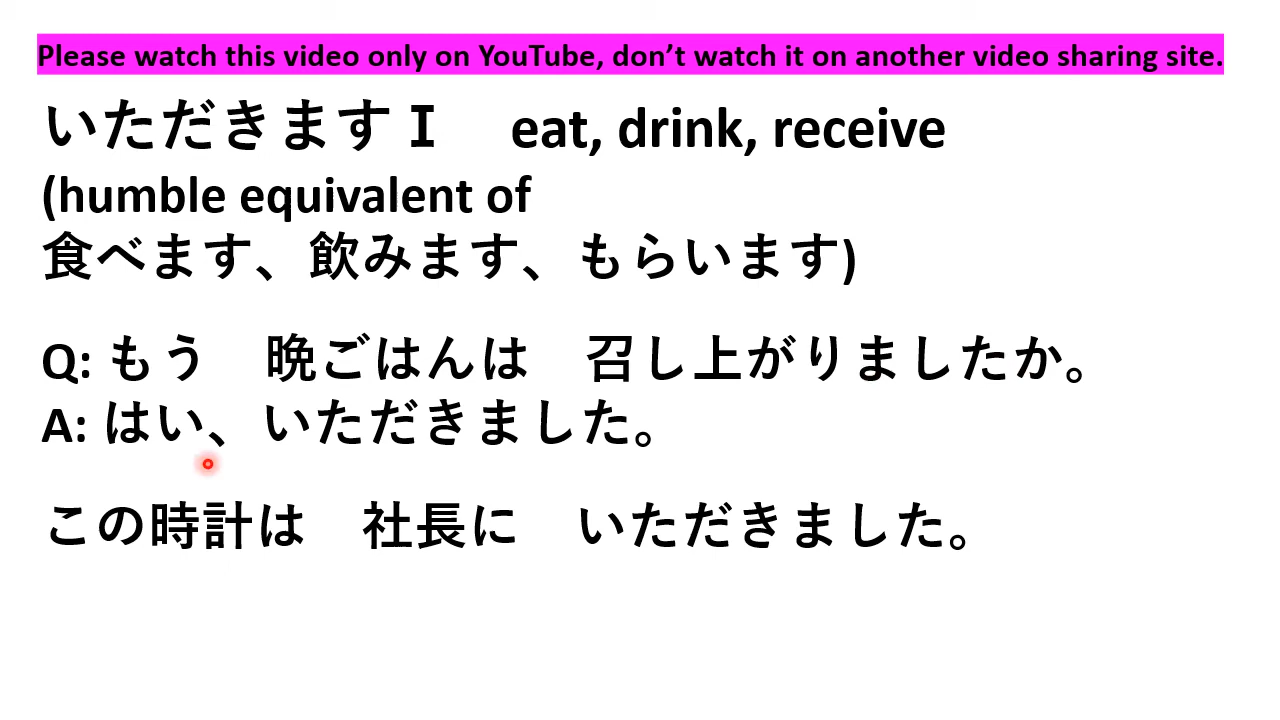 Please watch this video only on YouTube, don’t watch it on another video sharing site.
いただきますⅠ　eat, drink, receive
(humble equivalent of
食べます、飲みます、もらいます)
Q: もう　晩ごはんは　召し上がりましたか。
A: はい、いただきました。
この時計は　社長に　いただきました。